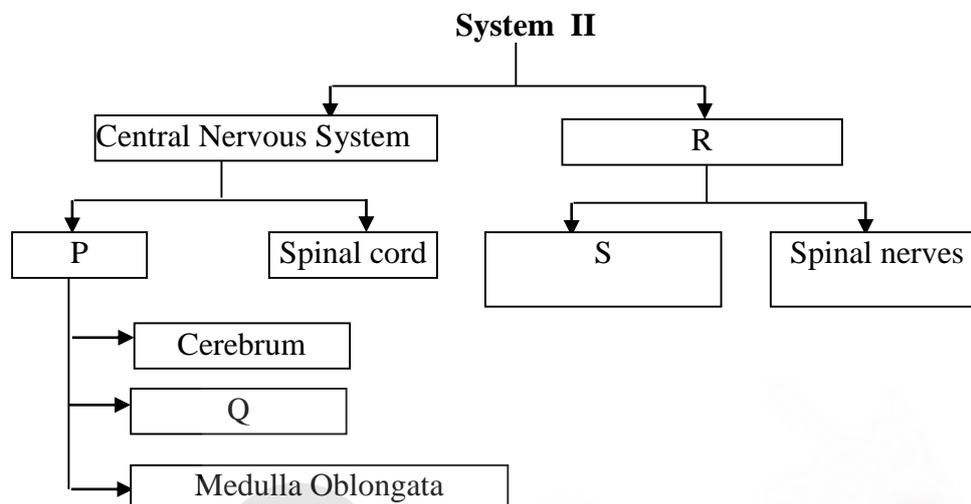 System II
Central Nervous System
R
P
Spinal cord
S
Spinal nerves
Cerebrum
Q
Medulla Oblongata